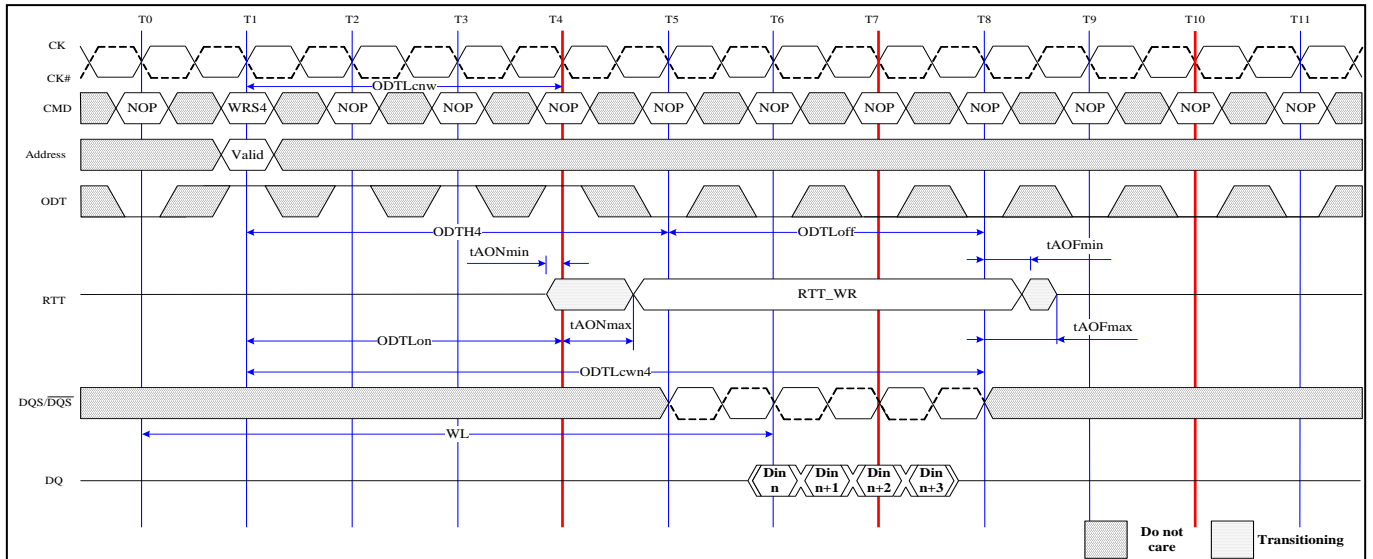 T0 T1 T2 T3 T4 T5 T6 T7 T8 T9 T10 T11
CK
CK#
ODTLcnw
CMD NOP WRS4 NOP NOP NOP NOP NOP NOP NOP NOP NOP NOP
Address Valid
ODT
ODTH4 ODTLoff
tAONmin tAOFmin
RTT RTT_WR
tAONmax tAOFmax
ODTLon
ODTLcwn4
DQS/DQS
WL
DQ Din n Din n+1 Din n+2 Din n+3
Do not care Transitioning